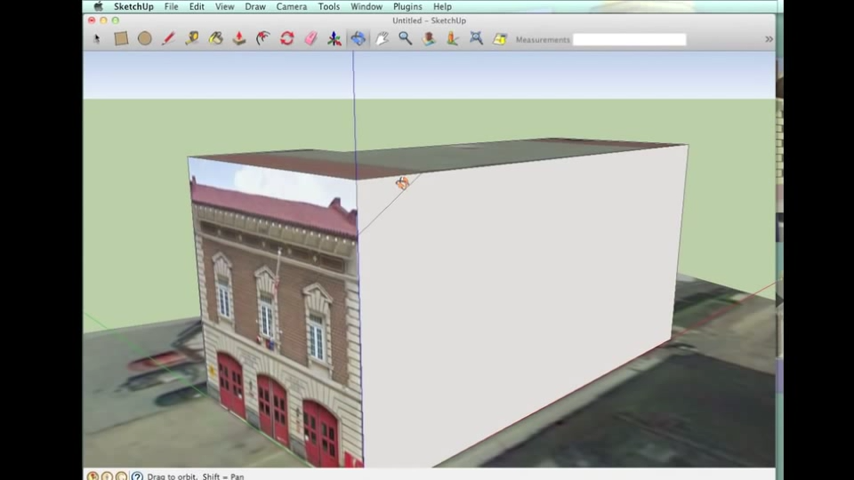 SketchUp File Edit View Draw Camera Tools Window Plugins Help
Untitled – SketchUp
Measurements
Drag to orbit. Shift = Pan